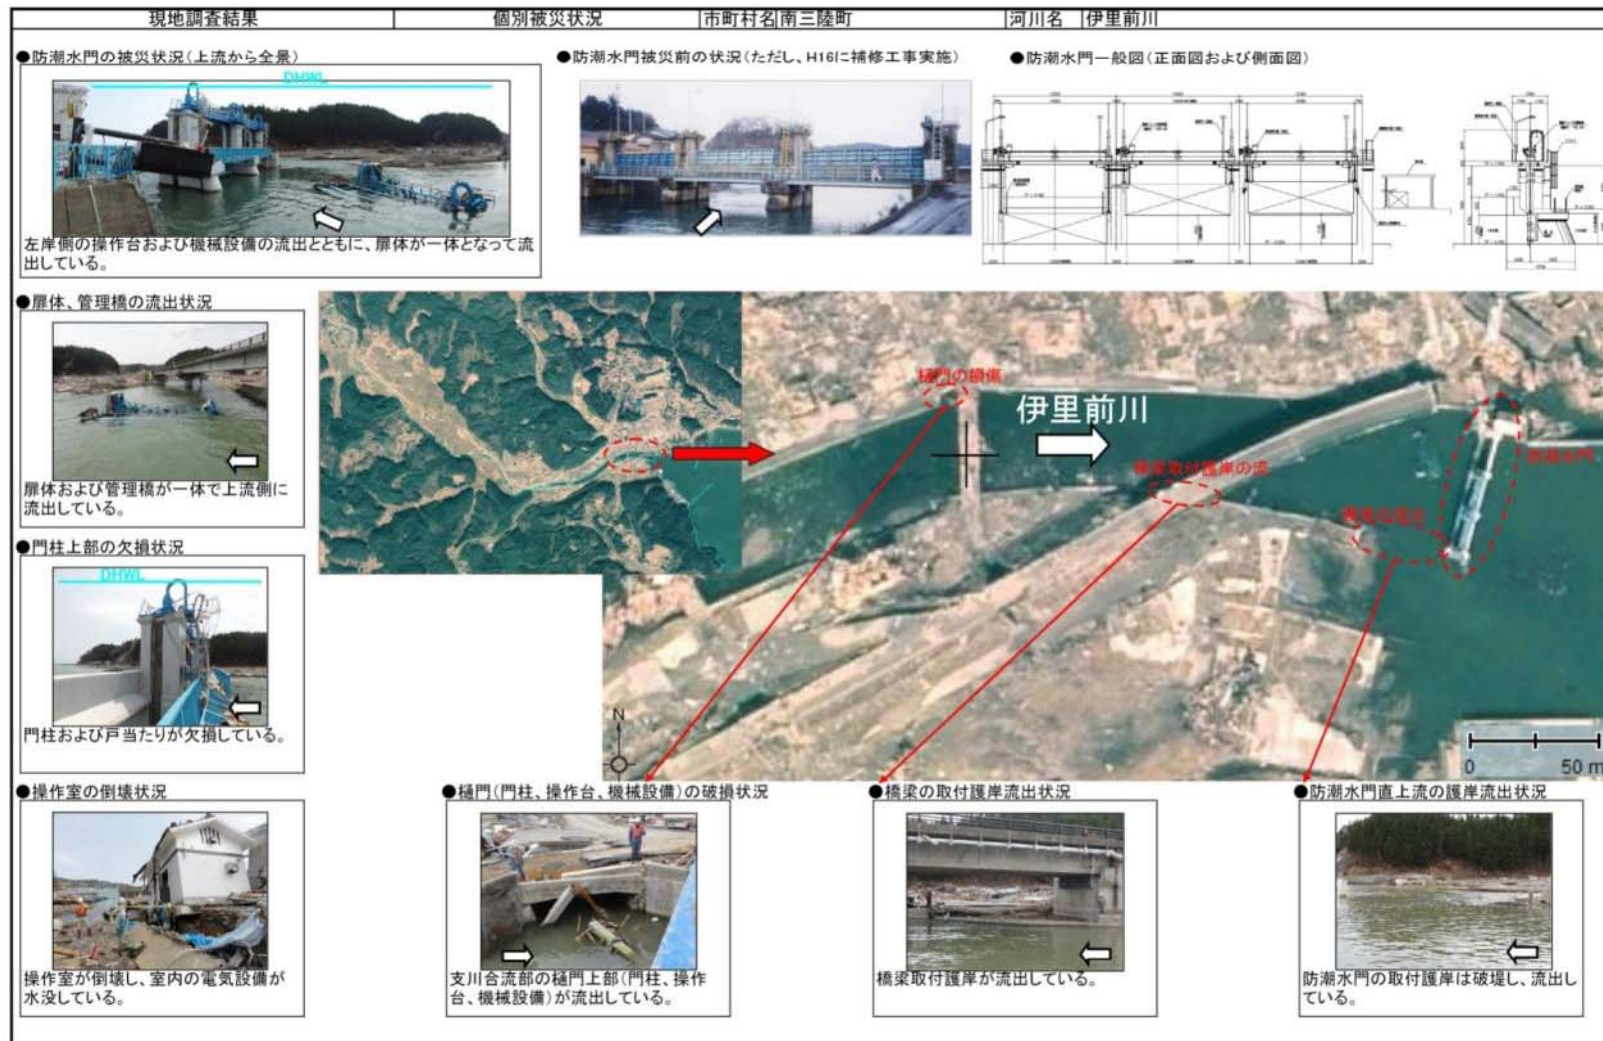 現地調査結果
個別被災状況
市町村名
南三陸町
河川名
伊里前川
●防潮水門の被災状況(上流から全景)
DHWL
左岸側の操作台および機械設備の流出とともに、扉体が一体となって流
出している。
●防潮水門被災前の状況(ただし、H16に補修工事実施)
●防潮水門一般図(正面図および側面図)
●扉体、管理橋の流出状況
扉体および管理橋が一体で上流側に
流出している。
●門柱上部の欠損状況
DHWL
門柱および戸当たりが欠損している。
樋門の損傷
伊里前川
橋梁取付護岸の流
防潮水門
N
0
50 m
●操作室の倒壊状況
操作室が倒壊し、室内の電気設備が
水没している。
●樋門(門柱、操作台、機械設備)の破損状況
支川合流部の樋門上部(門柱、操作
台、機械設備)が流出している。
●橋梁の取付護岸流出状況
橋梁取付護岸が流出している。
●防潮水門直上流の護岸流出状況
防潮水門の取付護岸は破堤し、流出し
ている。